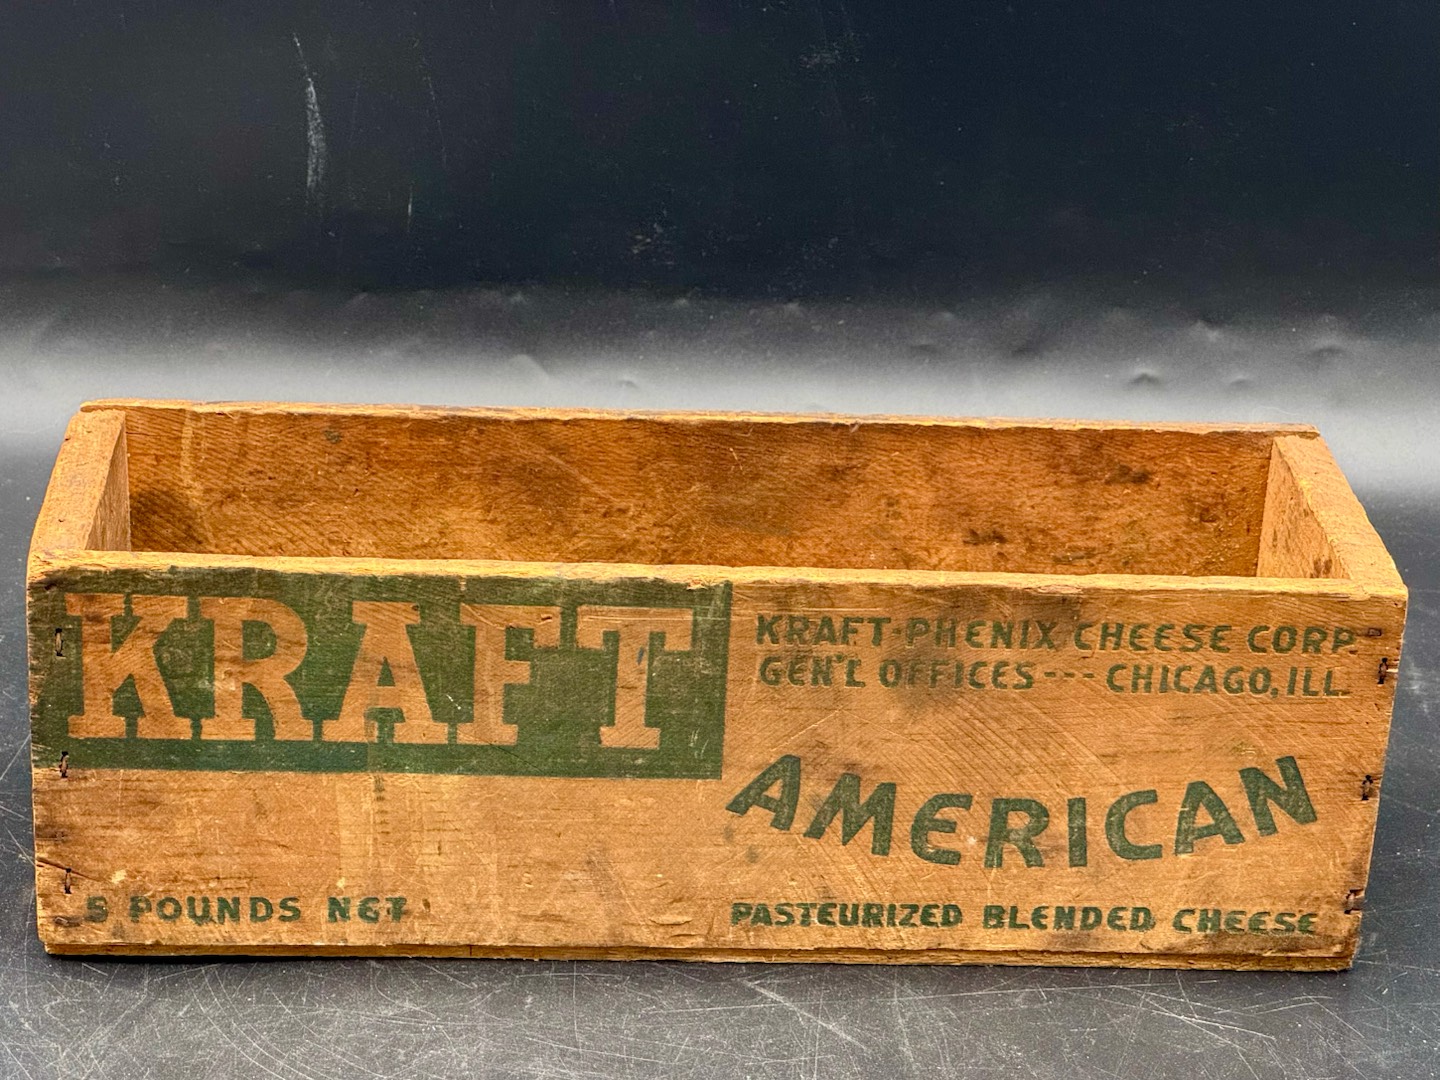 KRAFT
KRAFT-PHENIX CHEESE CORP.
GEN'L OFFICES --- CHICAGO, ILL.
AMERICAN
5 POUNDS NET
PASTEURIZED BLENDED CHEESE